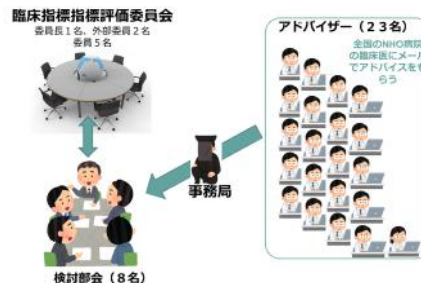 臨床指標指標評価委員会
委員長１名、外部委員２名
委員５名
アドバイザー（２３名）
全国のNHO病院
の臨床医にメール
でアドバイスをも
らう
事務局
検討部会（８名）